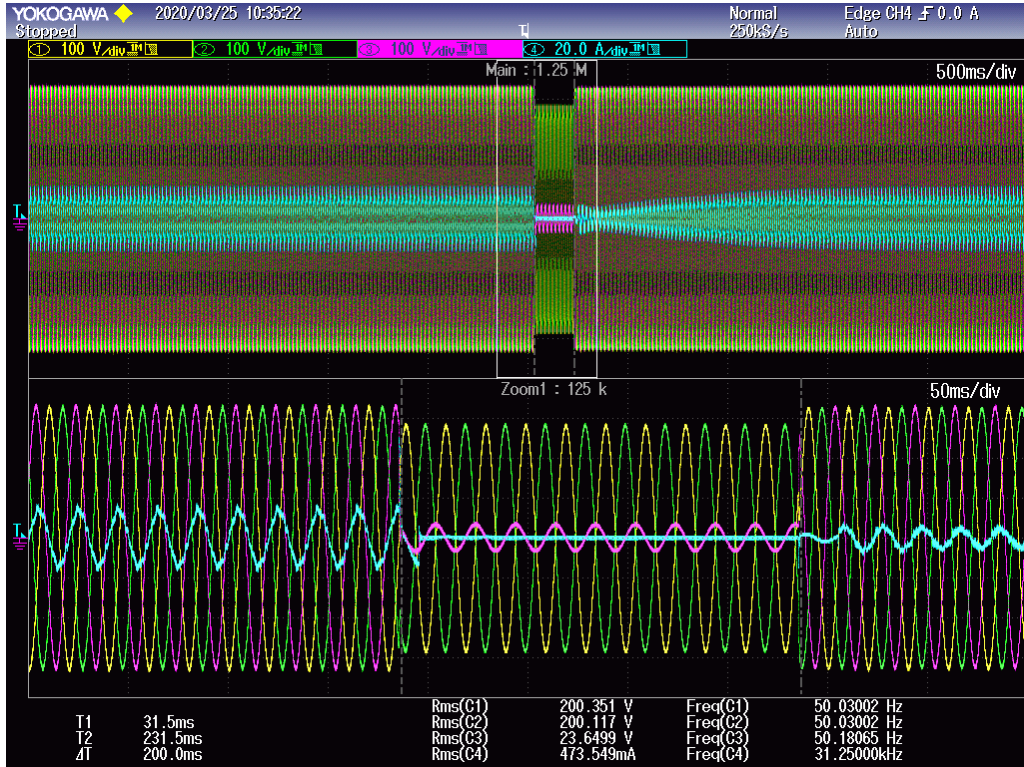 YOKOGAWA 2020/03/25 10:35:22 Normal Edge CH4 0.0 A
Stopped 250kS/s Auto
1 100 V/div 1M 2 100 V/div 1M 3 100 V/div 1M 4 20.0 A/div 1M
Main : 1.25 M 500ms/div
T
T
Zoom1 : 125 k 50ms/div
T
Rms(C1) 200.351 V Freq(C1) 50.03002 Hz
T1 31.5ms Rms(C2) 200.117 V Freq(C2) 50.03002 Hz
T2 231.5ms Rms(C3) 23.6499 V Freq(C3) 50.18065 Hz
ΔT 200.0ms Rms(C4) 473.549mA Freq(C4) 31.25000kHz